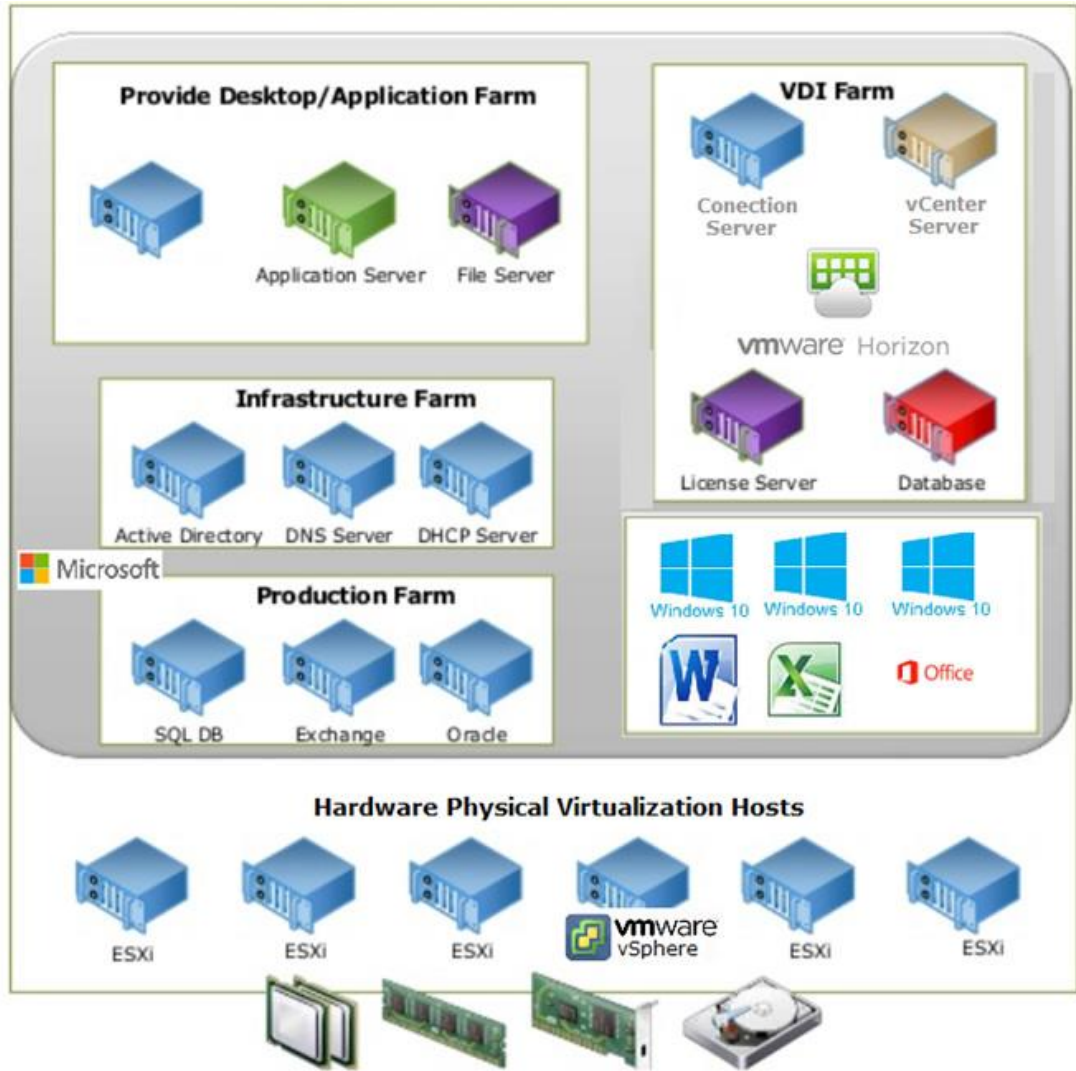 Provide Desktop/Application Farm
Application Server
File Server
VDI Farm
Conection
Server
vCenter
Server
vmware Horizon
License Server
Database
Infrastructure Farm
Active Directory
DNS Server
DHCP Server
Microsoft
Production Farm
SQL DB
Exchange
Oracle
Windows 10
Windows 10
Windows 10
W
X
Office
Hardware Physical Virtualization Hosts
ESXi
ESXi
ESXi
vmware
vSphere
ESXi
ESXi